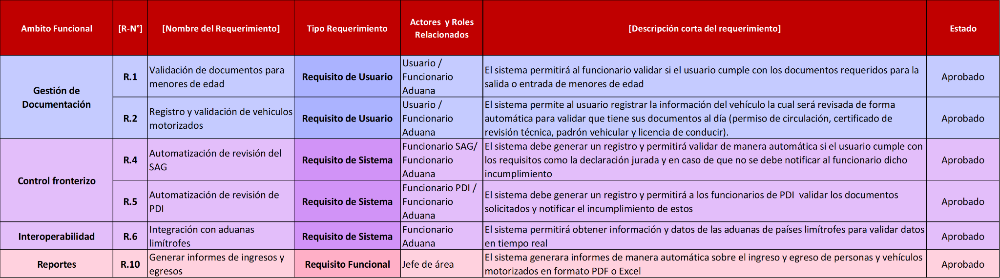 Ambito Funcional
[R-N°]
[Nombre del Requerimiento]
Tipo Requerimiento
Actores y Roles
Relacionados
[Descripción corta del requerimiento]
Estado
Gestión de
Documentación
R.1
Validación de documentos para
menores de edad
Requisito de Usuario
Usuario /
Funcionario
Aduana
El sistema permitirá al funcionario validar si el usuario cumple con los documentos requeridos para la
salida o entrada de menores de edad
Aprobado
R.2
Registro y validación de vehiculos
motorizados
Requisito de Usuario
Usuario /
Funcionario
Aduana
El sistema permite al usuario registrar la información del vehículo la cual será revisada de forma
automática para validar que tiene sus documentos al día (permiso de circulación, certificado de
revisión técnica, padrón vehicular y licencia de conducir).
Aprobado
Control fronterizo
R.4
Automatización de revisión del
SAG
Requisito de Sistema
Funcionario SAG/
Funcionario
Aduana
El sistema debe generar un registro y permitirá validar de manera automática si el usuario cumple con
los requisitos como la declaración jurada y en caso de que no se debe notificar al funcionario dicho
incumplimiento
Aprobado
R.5
Automatización de revisión de
PDI
Requisito de Sistema
Funcionario PDI /
Funcionario
Aduana
El sistema debe generar un registro y permitirá a los funcionarios de PDI validar los documentos
solicitados y notificar el incumplimiento de estos
Aprobado
Interoperabilidad
R.6
Integración con aduanas
limítrofes
Requisito de Sistema
Funcionario
Aduana
El sistema permitirá obtener información y datos de las aduanas de países limítrofes para validar datos
en tiempo real
Aprobado
Reportes
R.10
Generar informes de ingresos y
egresos
Requisito Funcional
Jefe de área
El sistema generara informes de manera automática sobre el ingreso y egreso de personas y vehículos
motorizados en formato PDF o Excel
Aprobado